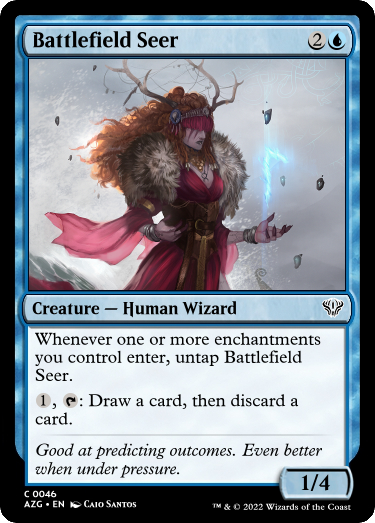 Battlefield Seer 2
Creature — Human Wizard
Whenever one or more enchantments
you control enter, untap Battlefield
Seer.
1, : Draw a card, then discard a
card.
Good at predicting outcomes. Even better
when under pressure.
1/4
C 0046
AZG • EN Caio Santos
™ & © 2022 Wizards of the Coast